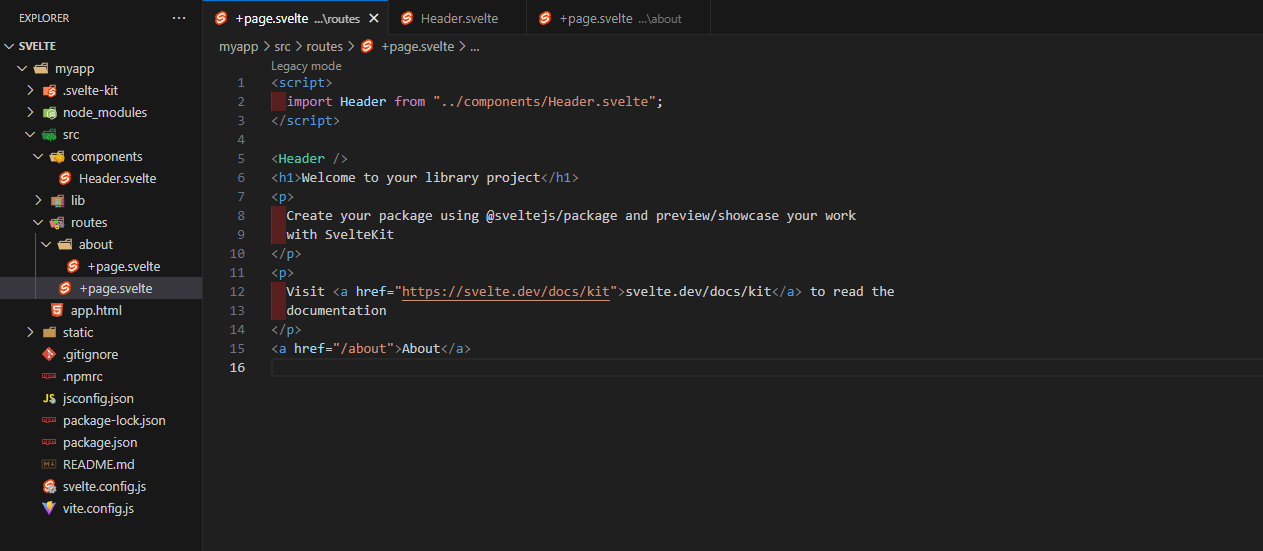 EXPLORER ...
SVELTE
myapp
.svelte-kit
node_modules
src
components
Header.svelte
lib
routes
about
+page.svelte
+page.svelte
app.html
static
.gitignore
.npmrc
JS jsconfig.json
package-lock.json
package.json
README.md
svelte.config.js
vite.config.js
+page.svelte ...\routes
Header.svelte
+page.svelte ...\about
myapp > src > routes > +page.svelte > ...
Legacy mode
1 <script>
2 import Header from "../components/Header.svelte";
3 </script>
4
5 <Header />
6 <h1>Welcome to your library project</h1>
7 <p>
8 Create your package using @sveltejs/package and preview/showcase your work
9 with SvelteKit
10 </p>
11 <p>
12 Visit <a href="https://svelte.dev/docs/kit">svelte.dev/docs/kit</a> to read the
13 documentation
14 </p>
15 <a href="/about">About</a>
16